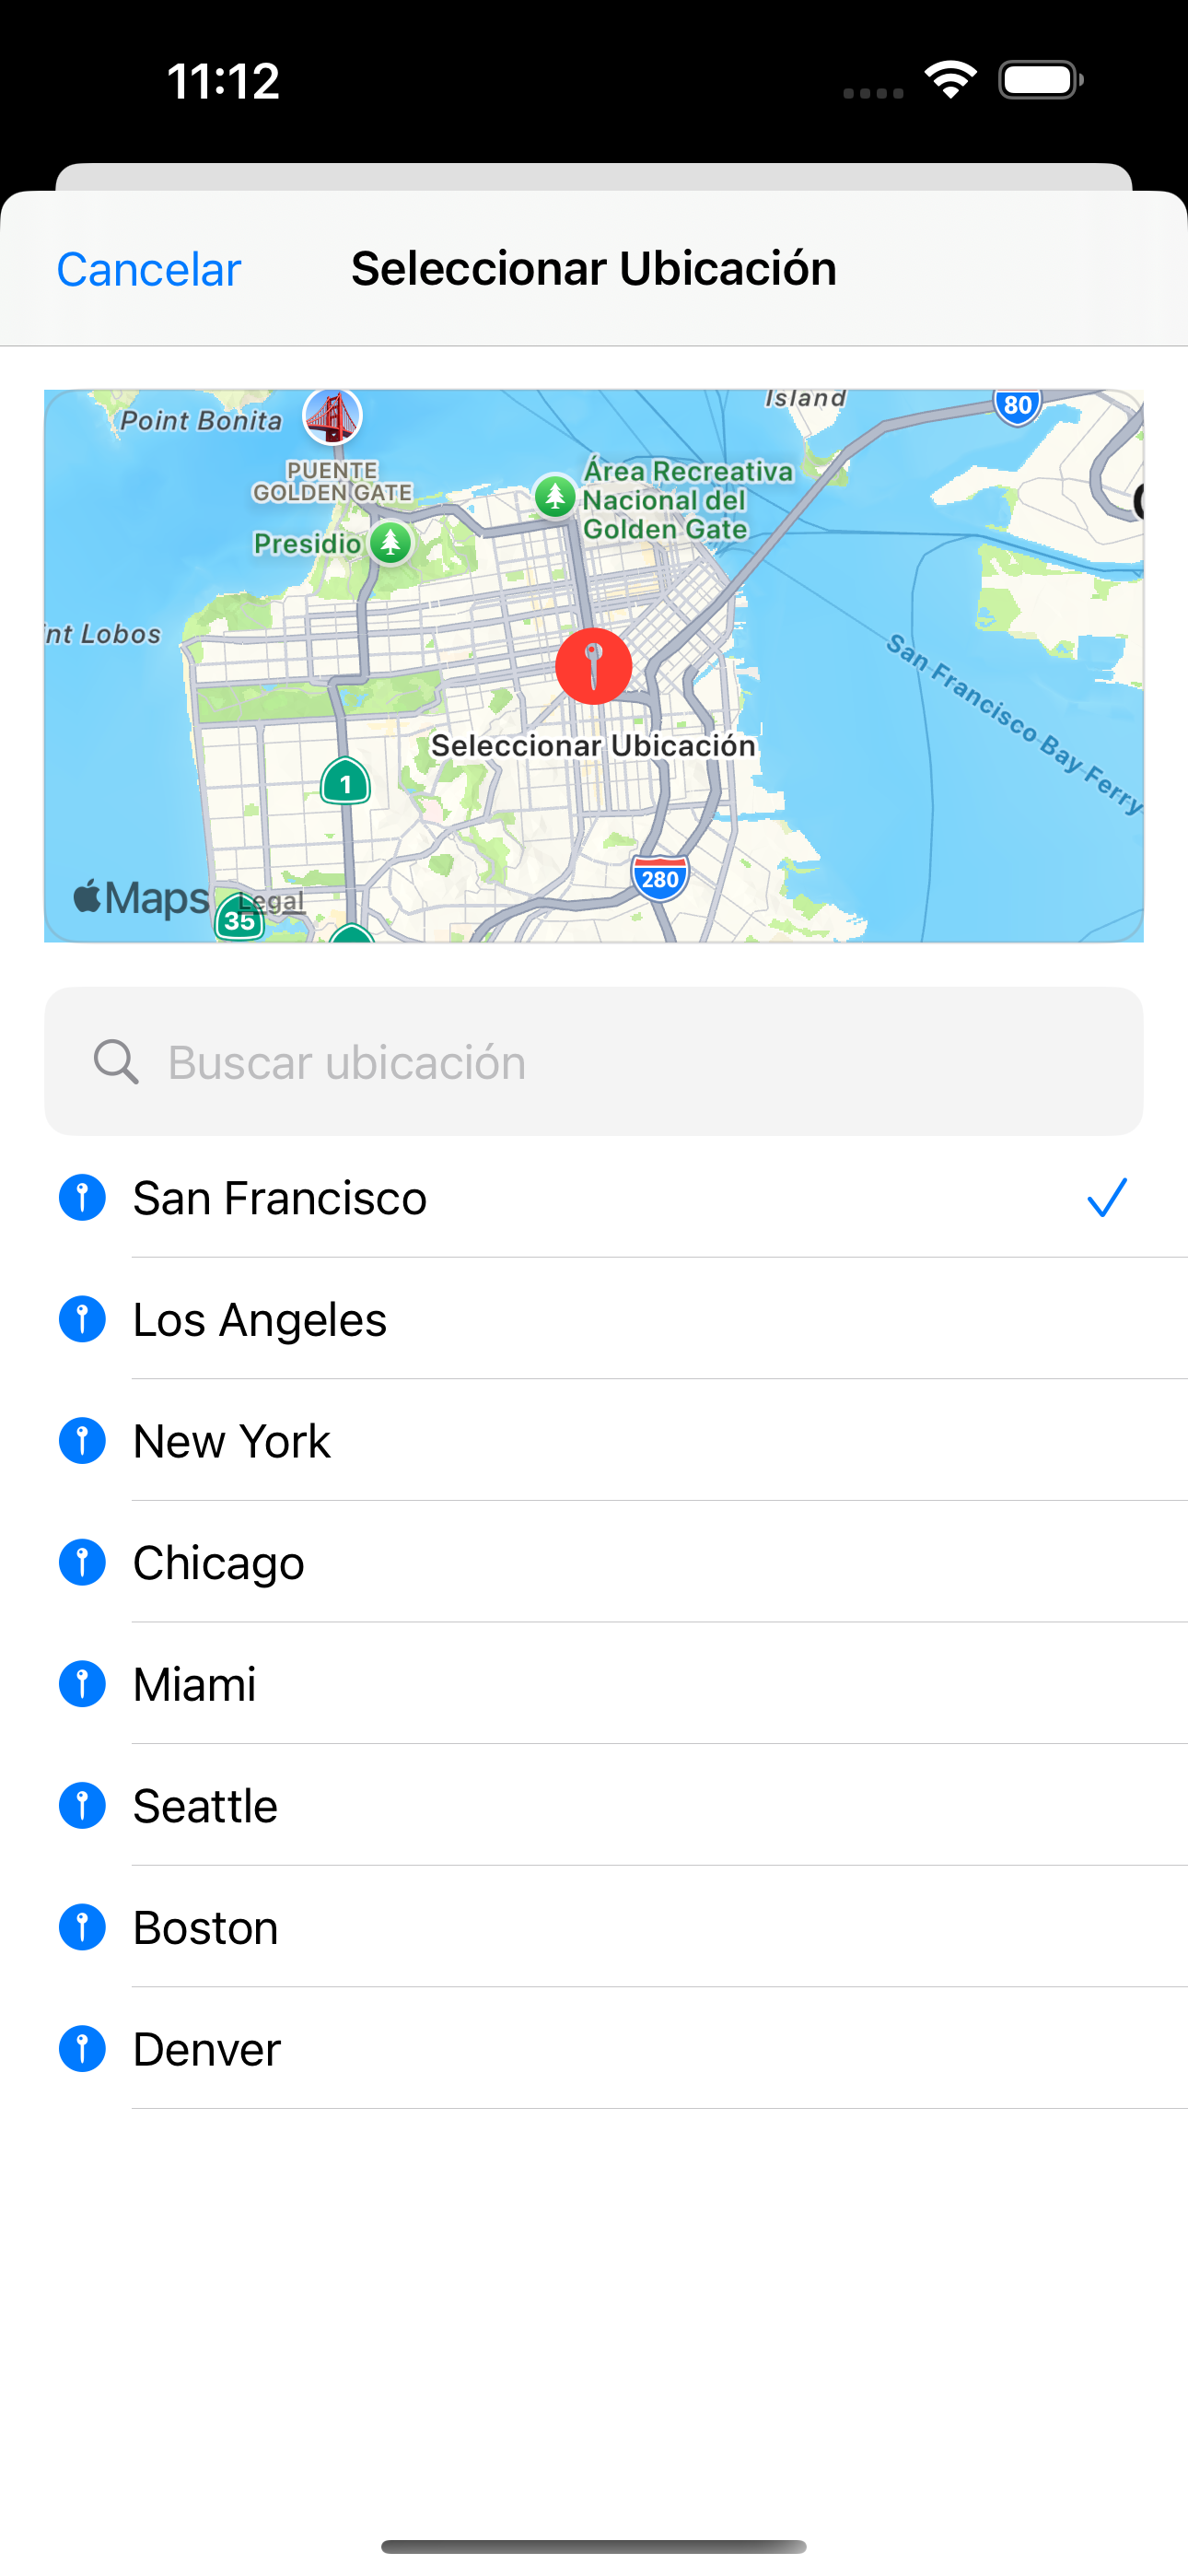 11:12
Cancelar
Seleccionar Ubicación
Island
80
Point Bonita
PUENTE
GOLDEN GATE
Área Recreativa
Nacional del
Golden Gate
Presidio
nt Lobos
San Francisco Bay Ferry
Seleccionar Ubicación
1
280
Maps
Legal
35
Buscar ubicación
San Francisco
Los Angeles
New York
Chicago
Miami
Seattle
Boston
Denver